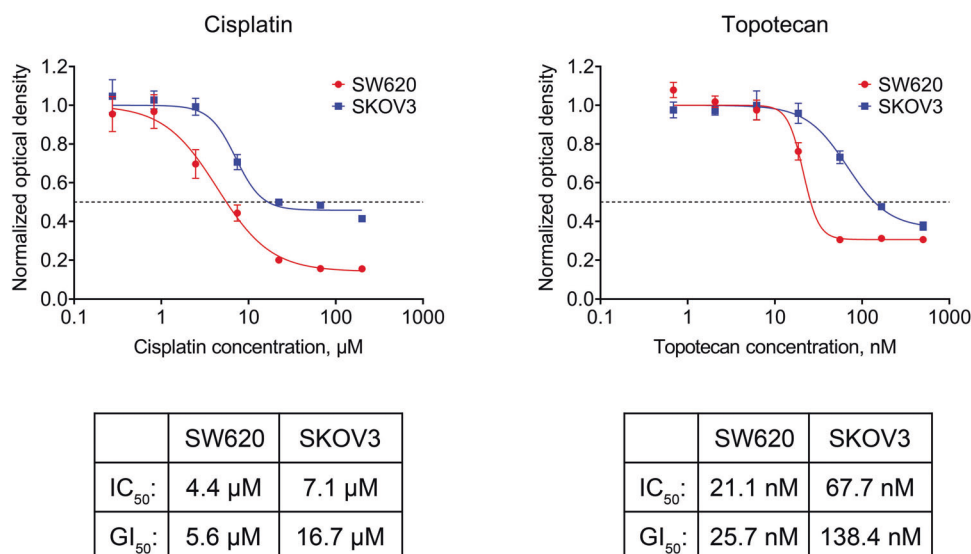 Cisplatin
Normalized optical density
1.2
1.0
0.8
0.6
0.4
0.2
0.0
0.1
1
10
100
1000
Cisplatin concentration, µM
SW620
SKOV3
Topotecan
Normalized optical density
1.2
1.0
0.8
0.6
0.4
0.2
0.0
0.1
1
10
100
1000
Topotecan concentration, nM
SW620
SKOV3
SW620 SKOV3
IC50: 4.4 µM 7.1 µM
GI50: 5.6 µM 16.7 µM
SW620 SKOV3
IC50: 21.1 nM 67.7 nM
GI50: 25.7 nM 138.4 nM